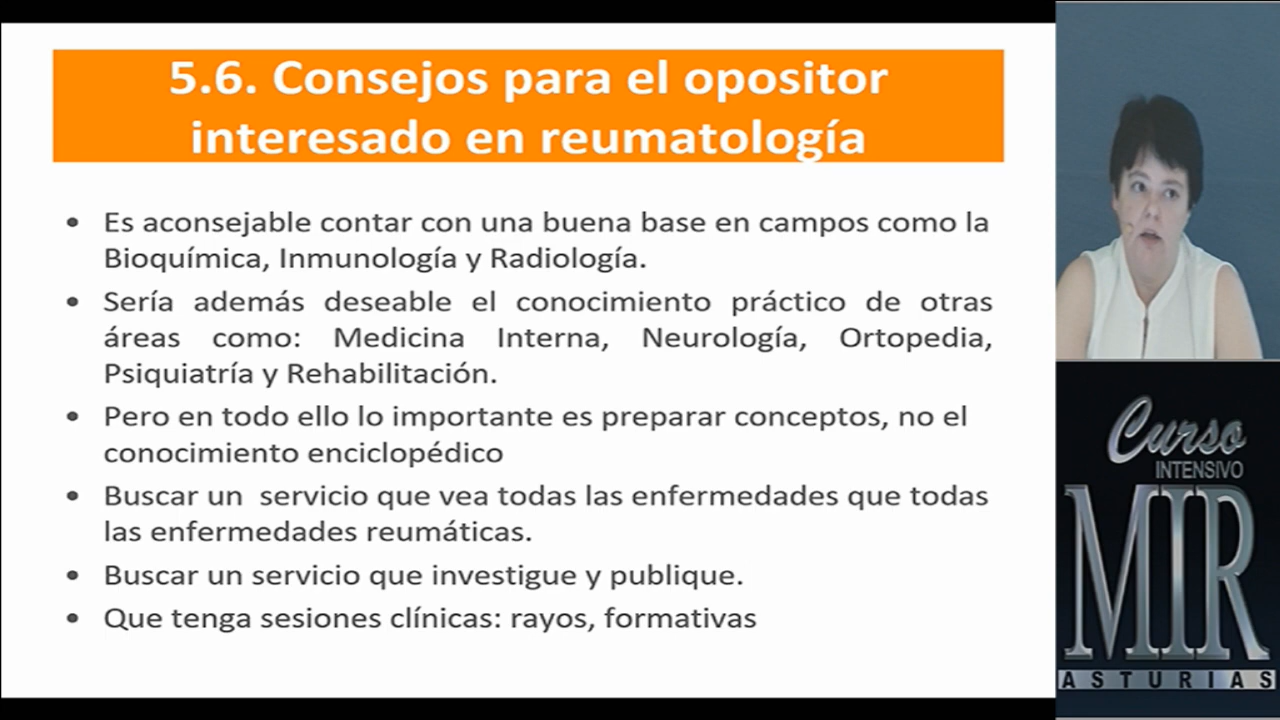 5.6. Consejos para el opositor
interesado en reumatología
• Es aconsejable contar con una buena base en campos como la
Bioquímica, Inmunología y Radiología.
• Sería además deseable el conocimiento práctico de otras
áreas como: Medicina Interna, Neurología, Ortopedia,
Psiquiatría y Rehabilitación.
• Pero en todo ello lo importante es preparar conceptos, no el
conocimiento enciclopédico
• Buscar un servicio que vea todas las enfermedades que todas
las enfermedades reumáticas.
• Buscar un servicio que investigue y publique.
• Que tenga sesiones clínicas: rayos, formativas
Curso
INTENSIVO
MIR
ASTURIAS